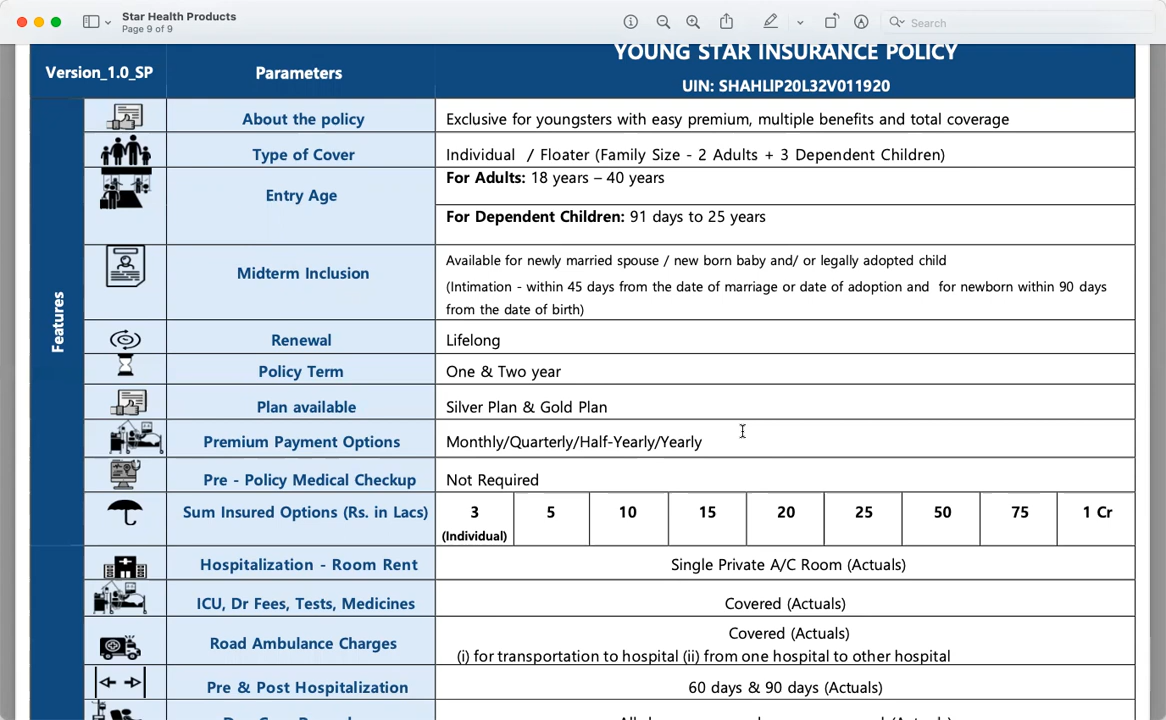 Star Health Products
Page 9 of 9
Search
YOUNG STAR INSURANCE POLICY
Version_1.0_SP
Parameters
UIN: SHAHLIP20L32V011920
Features
About the policy
Exclusive for youngsters with easy premium, multiple benefits and total coverage
Type of Cover
Individual / Floater (Family Size - 2 Adults + 3 Dependent Children)
Entry Age
For Adults: 18 years – 40 years
For Dependent Children: 91 days to 25 years
Midterm Inclusion
Available for newly married spouse / new born baby and/ or legally adopted child
(Intimation - within 45 days from the date of marriage or date of adoption and for newborn within 90 days
from the date of birth)
Renewal
Lifelong
Policy Term
One & Two year
Plan available
Silver Plan & Gold Plan
Premium Payment Options
Monthly/Quarterly/Half-Yearly/Yearly
Pre - Policy Medical Checkup
Not Required
Sum Insured Options (Rs. in Lacs)
3 5 10 15 20 25 50 75 1 Cr
(Individual)
Hospitalization - Room Rent
Single Private A/C Room (Actuals)
ICU, Dr Fees, Tests, Medicines
Covered (Actuals)
Road Ambulance Charges
Covered (Actuals)
(i) for transportation to hospital (ii) from one hospital to other hospital
Pre & Post Hospitalization
60 days & 90 days (Actuals)